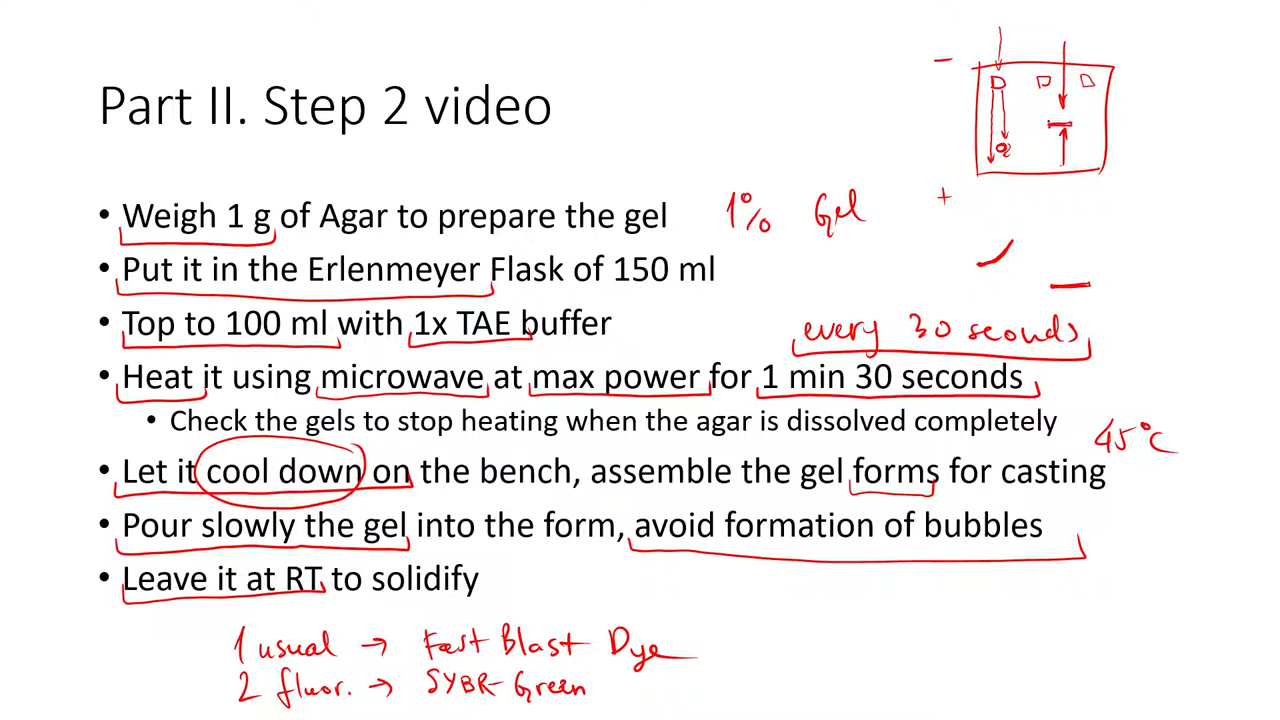 Part II. Step 2 video
−
+
• Weigh 1 g of Agar to prepare the gel 1% Gel
• Put it in the Erlenmeyer Flask of 150 ml
• Top to 100 ml with 1x TAE buffer
every 30 seconds
• Heat it using microwave at max power for 1 min 30 seconds
• Check the gels to stop heating when the agar is dissolved completely
45°C
• Let it cool down on the bench, assemble the gel forms for casting
• Pour slowly the gel into the form, avoid formation of bubbles
• Leave it at RT to solidify
1 usual → Fast Blast Dye
2 fluor. → SYBR-Green